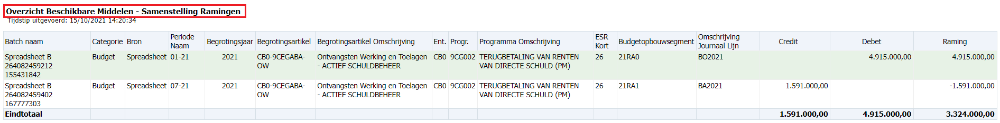 Overzicht Beschikbare Middelen - Samenstelling Ramingen
Tijdstip uitgevoerd: 15/10/2021 14:20:34
Batch naam Categorie Bron Periode Naam Begrotingsjaar Begrotingsartikel Begrotingsartikel Omschrijving Ent. Progr. Programma Omschrijving ESR Kort Budgetopbouwsegment Omschrijving Journaal Lijn Credit Debet Raming
Spreadsheet B Budget Spreadsheet 01-21 2021 CB0-9CEGABA- Ontvangsten Werking en Toelagen CB0 9CG002 TERUGBETALING VAN RENTEN 26 21RA0 BO2021 4.915.000,00 4.915.000,00
264082459212 OW - ACTIEF SCHULDBEHEER VAN DIRECTE SCHULD (PM)
155431842
Spreadsheet B Budget Spreadsheet 07-21 2021 CB0-9CEGABA- Ontvangsten Werking en Toelagen CB0 9CG002 TERUGBETALING VAN RENTEN 26 21RA1 BA2021 1.591.000,00 -1.591.000,00
264082459402 OW - ACTIEF SCHULDBEHEER VAN DIRECTE SCHULD (PM)
167777303
Eindtotaal 1.591.000,00 4.915.000,00 3.324.000,00